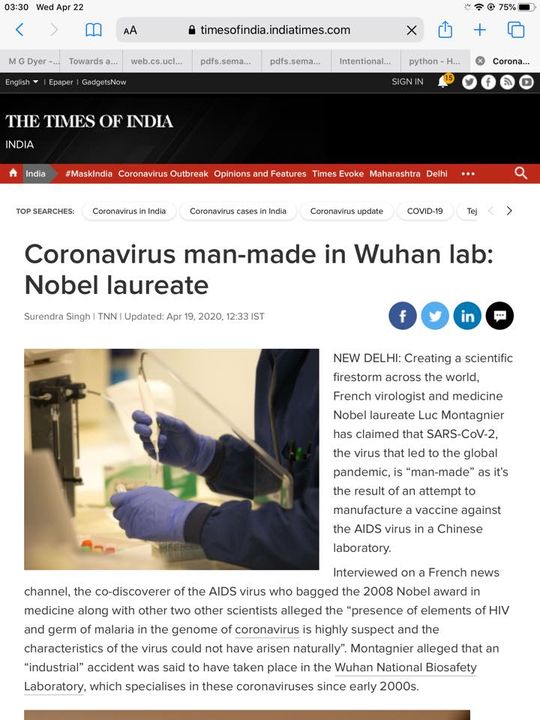 03:30 Wed Apr 22
75%
AA
timesofindia.indiatimes.com
M G Dyer -... Towards a... web.cs.ucl... pdfs.sema... pdfs.sema... Intentional... python - H... Corona...
English | Epaper | GadgetsNow
SIGN IN
15
THE TIMES OF INDIA
INDIA
India #MaskIndia Coronavirus Outbreak Opinions and Features Times Evoke Maharashtra Delhi
TOP SEARCHES: Coronavirus in India Coronavirus cases in India Coronavirus update COVID-19 Tej
Coronavirus man-made in Wuhan lab:
Nobel laureate
Surendra Singh | TNN | Updated: Apr 19, 2020, 12:33 IST
NEW DELHI: Creating a scientific
firestorm across the world,
French virologist and medicine
Nobel laureate Luc Montagnier
has claimed that SARS-CoV-2,
the virus that led to the global
pandemic, is “man-made” as it's
the result of an attempt to
manufacture a vaccine against
the AIDS virus in a Chinese
laboratory.
Interviewed on a French news
channel, the co-discoverer of the AIDS virus who bagged the 2008 Nobel award in
medicine along with other two other scientists alleged the “presence of elements of HIV
and germ of malaria in the genome of coronavirus is highly suspect and the
characteristics of the virus could not have arisen naturally”. Montagnier alleged that an
“industrial” accident was said to have taken place in the Wuhan National Biosafety
Laboratory, which specialises in these coronaviruses since early 2000s.